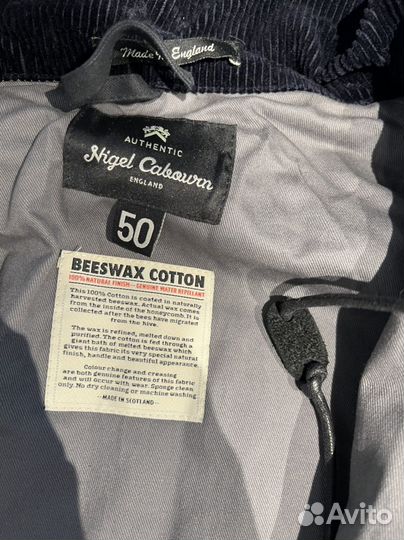 Made in England
AUTHENTIC
Nigel Cabourn
ENGLAND
50
BEESWAX COTTON
100% NATURAL FINISH - GENUINE WATER REPELLANT
This 100% Cotton is coated in naturally
harvested beeswax. Actual wax comes
from the inside of the honeycomb. It is
collected after the bees have migrated
from the hive.
The wax is refined, melted down and
purified. The cotton is fed through a
giant bath of melted beeswax which
gives this fabric its very special natural
finish, handle and beautiful appearance.
Colour change and creasing
are both genuine features of this fabric
and will occur with wear. Sponge clean
only. No dry cleaning or machine washing.
--- MADE IN SCOTLAND ---
Avito